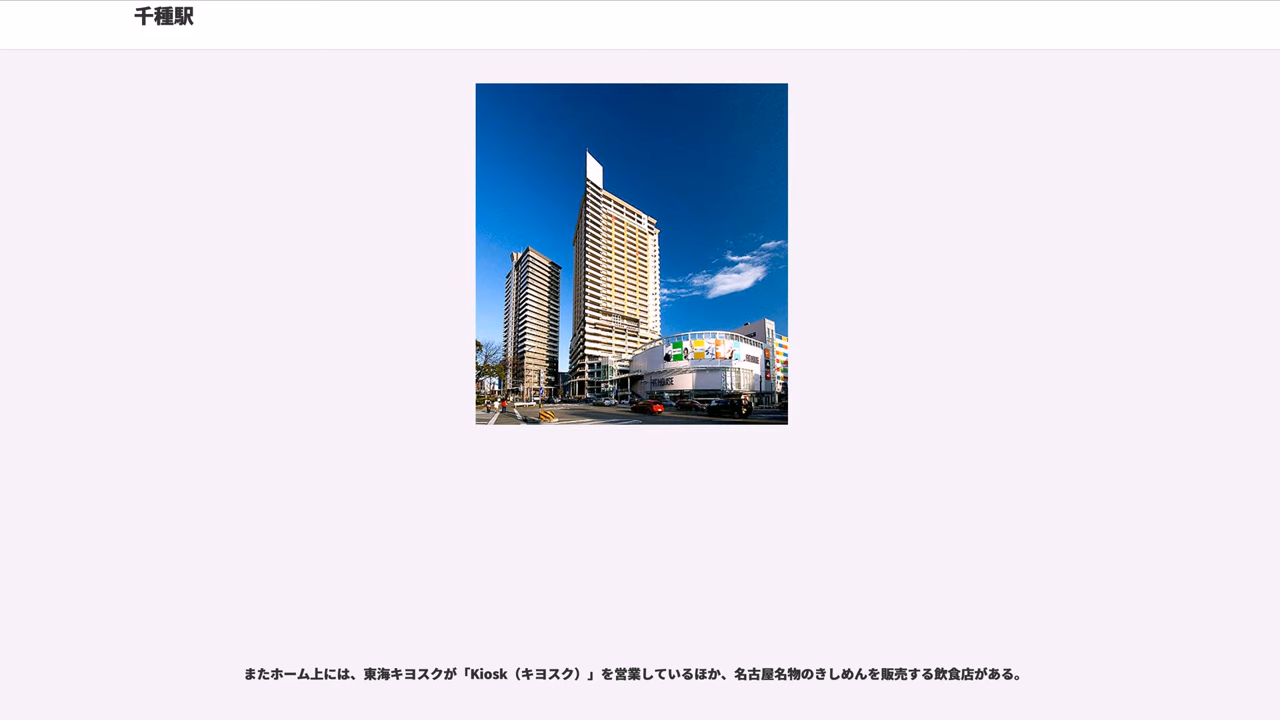 千種駅
またホーム上には、東海キヨスクが「Kiosk（キヨスク）」を営業しているほか、名古屋名物のきしめんを販売する飲食店がある。